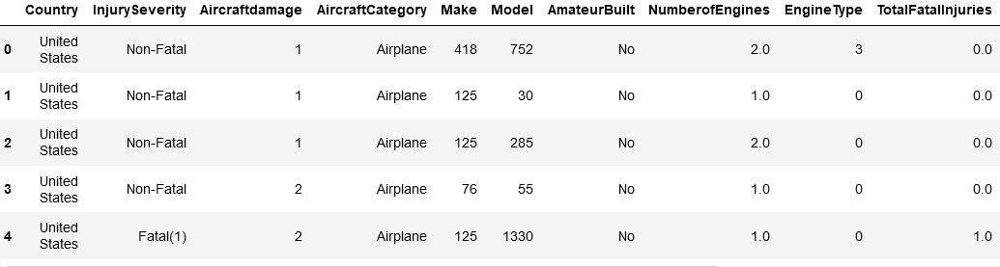 Country InjurySeverity Aircraftdamage AircraftCategory Make Model AmateurBuilt NumberofEngines EngineType TotalFatalInjuries
0 United States Non-Fatal 1 Airplane 418 752 No 2.0 3 0.0
1 United States Non-Fatal 1 Airplane 125 30 No 1.0 0 0.0
2 United States Non-Fatal 1 Airplane 125 285 No 2.0 0 0.0
3 United States Non-Fatal 2 Airplane 76 55 No 1.0 0 0.0
4 United States Fatal(1) 2 Airplane 125 1330 No 1.0 0 1.0